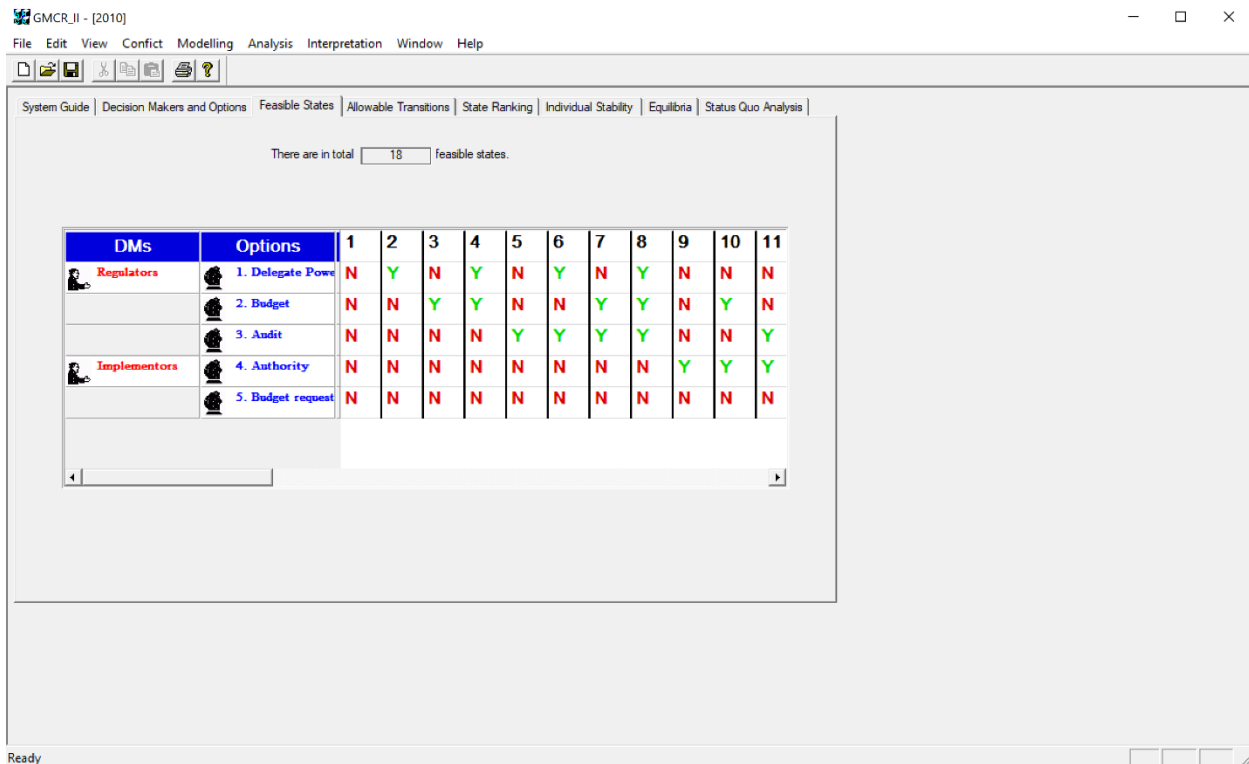 GMCR_II - [2010]
File Edit View Confict Modelling Analysis Interpretation Window Help
System Guide Decision Makers and Options Feasible States Allowable Transitions State Ranking Individual Stability Equilibria Status Quo Analysis
There are in total 18 feasible states.
DMs Options 1 2 3 4 5 6 7 8 9 10 11
Regulators 1. Delegate Powe N Y N Y N Y N Y N N N
2. Budget N N Y Y N N Y Y N Y N
3. Audit N N N N Y Y Y Y N N Y
Implementors 4. Authority N N N N N N N N Y Y Y
5. Budget request N N N N N N N N N N N
Ready